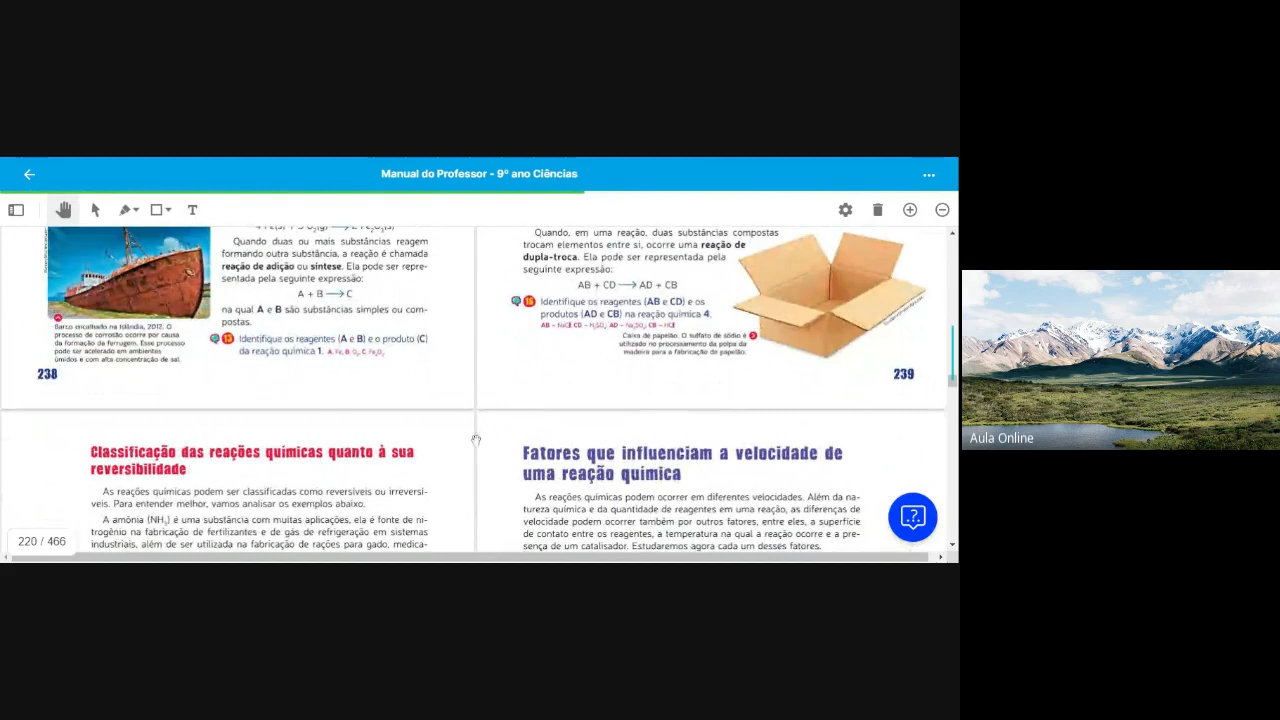 Manual do Professor - 9º ano Ciências
T
Quando duas ou mais substâncias reagem
formando outra substância, a reação é chamada
reação de adição ou síntese. Ela pode ser repre-
sentada pela seguinte expressão:
A + B ⟶ C
na qual A e B são substâncias simples ou com-
postas.
13 Identifique os reagentes (A e B) e o produto (C)
da reação química 1. A. Fe, B. O₂, C. Fe₂O₃
Barco encalhado na Islândia, 2012. O
processo de corrosão ocorre por causa
da formação da ferrugem. Esse processo
pode ser acelerado em ambientes
úmidos e com alta concentração de sal.
238
Quando, em uma reação, duas substâncias compostas
trocam elementos entre si, ocorre uma reação de
dupla-troca. Ela pode ser representada pela
seguinte expressão:
AB + CD ⟶ AD + CB
16 Identifique os reagentes (AB e CD) e os
produtos (AD e CB) na reação química 4.
Caixa de papelão. O sulfato de sódio é
utilizado no processamento da polpa da
madeira para a fabricação de papelão.
239
Classificação das reações químicas quanto à sua
reversibilidade
As reações químicas podem ser classificadas como reversíveis ou irreversí-
veis. Para entender melhor, vamos analisar os exemplos abaixo.
A amônia (NH₃) é uma substância com muitas aplicações, ela é fonte de ni-
trogênio na fabricação de fertilizantes e de gás de refrigeração em sistemas
industriais, além de ser utilizada na fabricação de rações para gado, medica-
Fatores que influenciam a velocidade de
uma reação química
As reações químicas podem ocorrer em diferentes velocidades. Além da na-
tureza química e da quantidade de reagentes em uma reação, as diferenças de
velocidade podem ocorrer também por outros fatores, entre eles, a superfície
de contato entre os reagentes, a temperatura na qual a reação ocorre e a pre-
sença de um catalisador. Estudaremos agora cada um desses fatores.
220 / 466
Aula Online